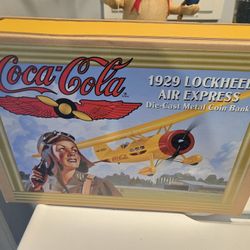 Coca-Cola
1929 LOCKHEED
AIR EXPRESS
Die-Cast Metal Coin Bank